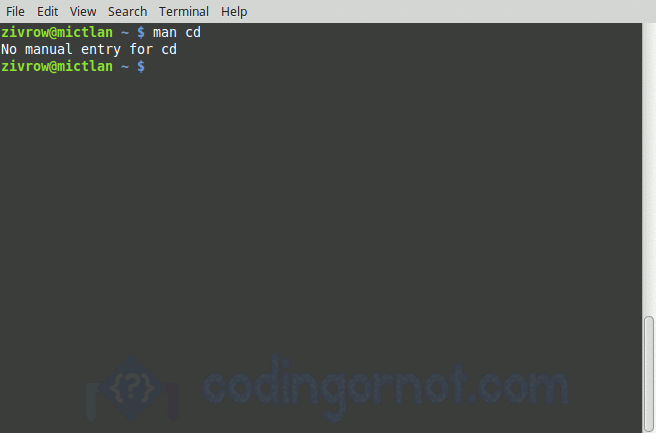 File Edit View Search Terminal Help
zivrow@mictlan ~ $ man cd
No manual entry for cd
zivrow@mictlan ~ $
{?} codingornot.com